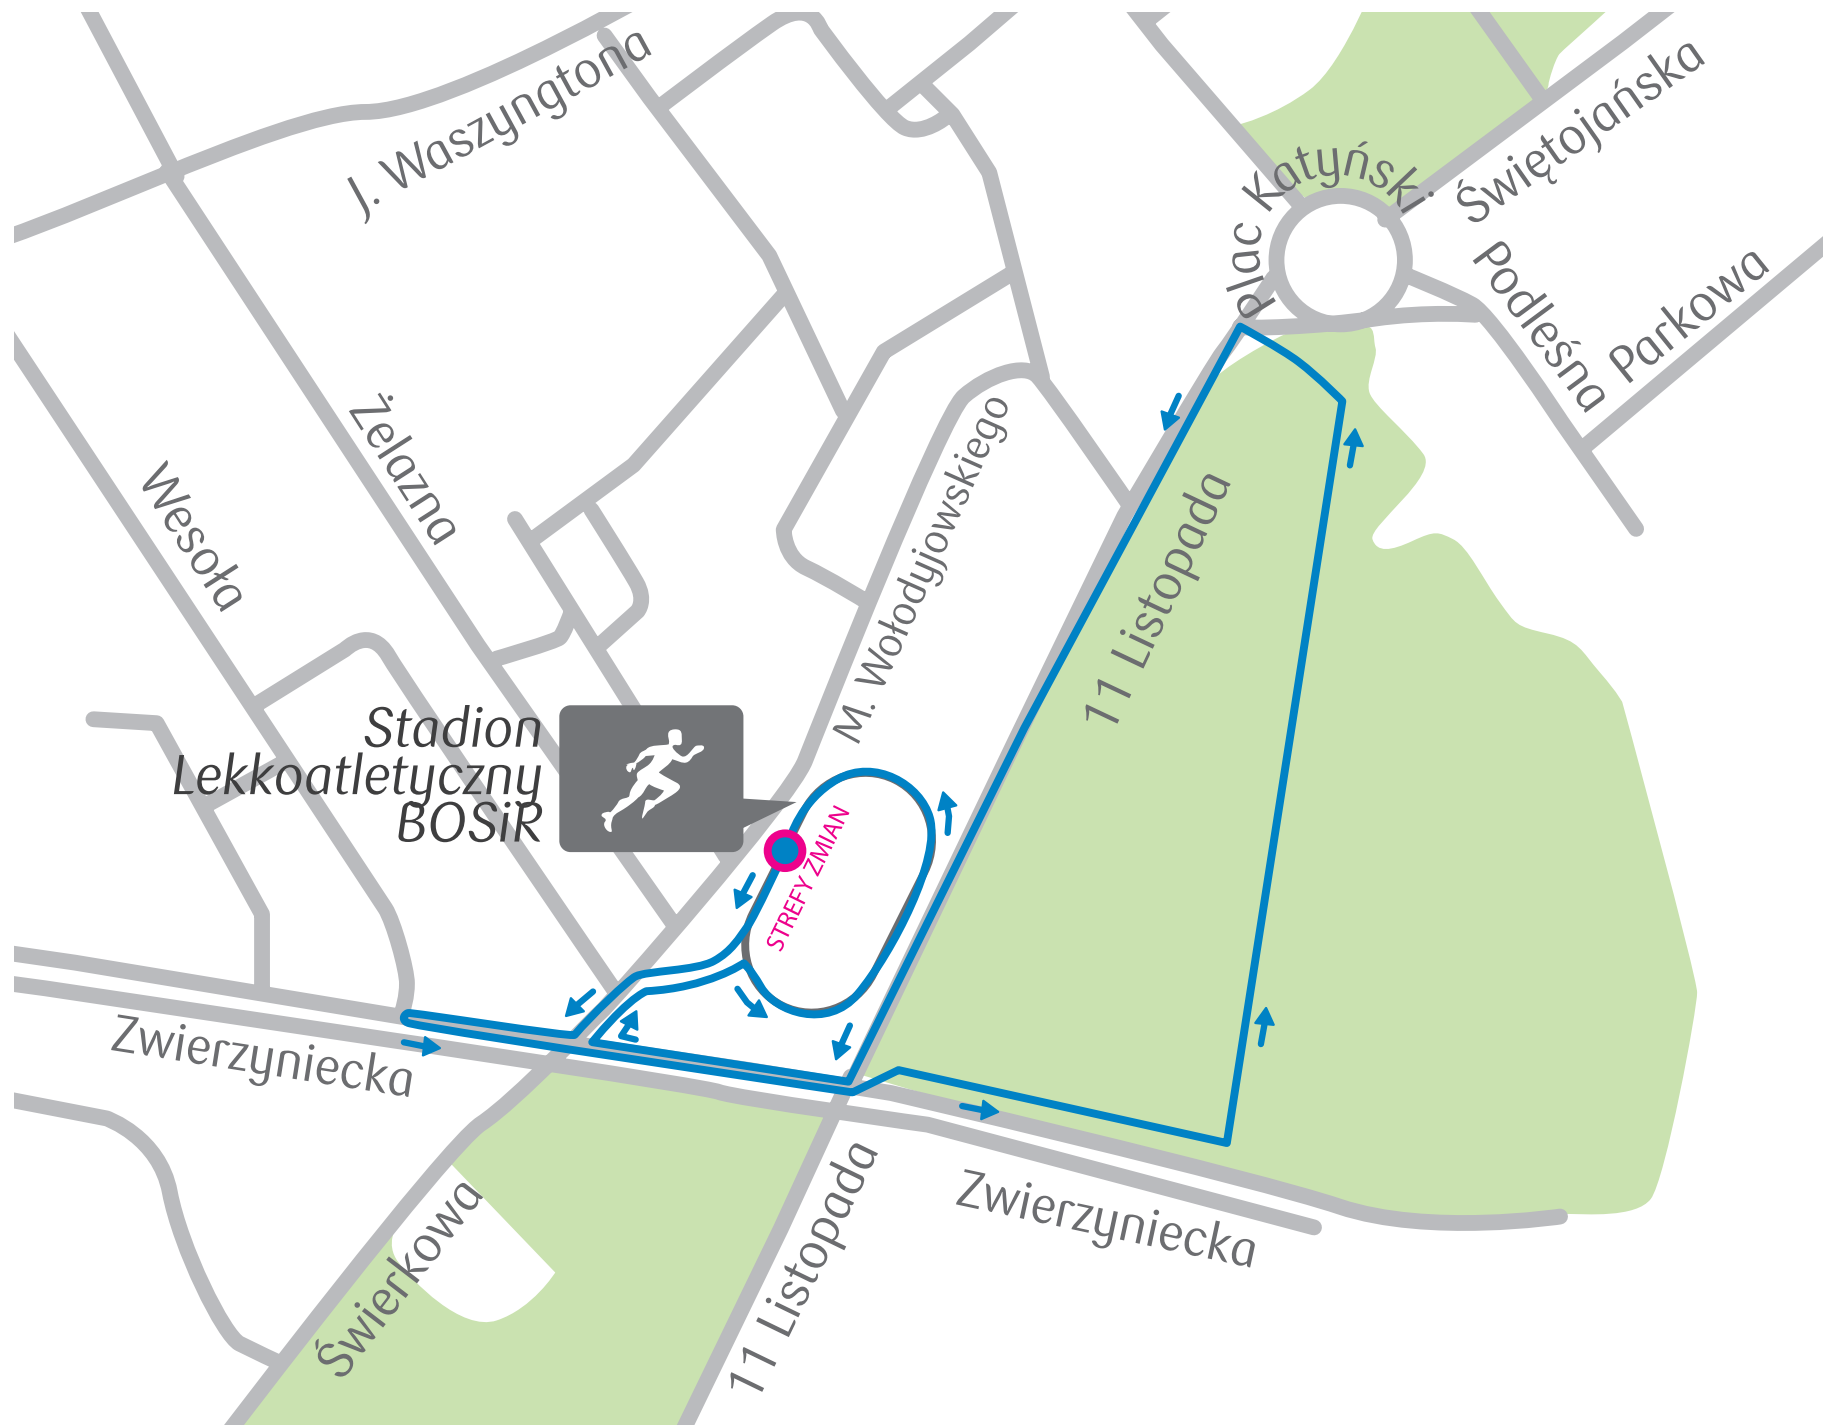 J. Waszyngtona
Plac Katyński
Świętojańska
Podleśna
Parkowa
Żelazna
Wesoła
M. Wołodyjowskiego
11 Listopada
Stadion
Lekkoatletyczny
BOSiR
STREFY ZMIAN
Zwierzyniecka
Zwierzyniecka
Świerkowa
11 Listopada